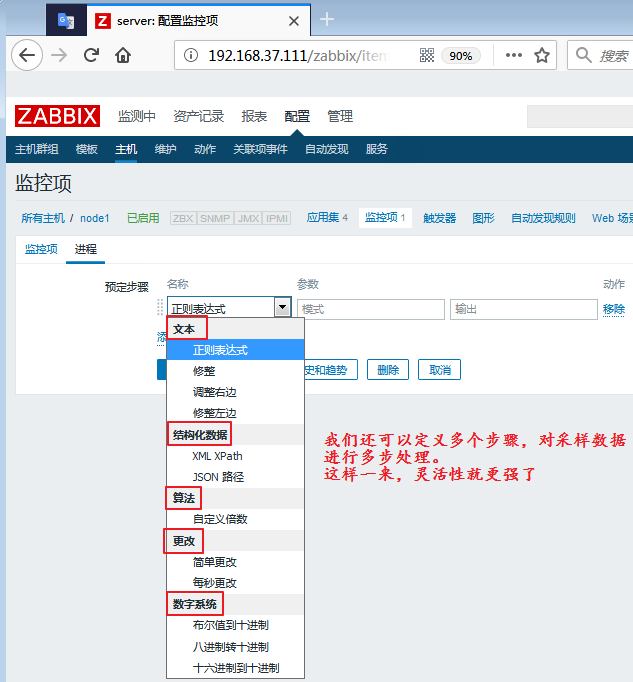 server: 配置监控项
192.168.37.111/zabbix/item
90%
搜索
ZABBIX
监测中 资产记录 报表 配置 管理
主机群组 模板 主机 维护 动作 关联项事件 自动发现 服务
监控项
所有主机 / node1 已启用 ZBX SNMP JMX IPMI 应用集 4 监控项 1 触发器 图形 自动发现规则 Web 场
监控项 进程
预定步骤 名称 参数 动作
正则表达式 模式 输出 移除
文本
正则表达式
史和趋势 删除 取消
修整
调整右边
修整左边
结构化数据
XML XPath
JSON 路径
算法
自定义倍数
更改
简单更改
每秒更改
数字系统
布尔值到十进制
八进制转十进制
十六进制到十进制
我们还可以定义多个步骤，对采样数据
进行多步处理。
这样一来，灵活性就更强了